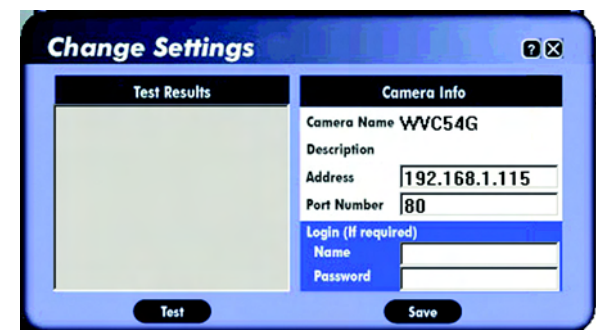 Change Settings
?
X
Test Results
Camera Info
Camera Name WVC54G
Description
Address 192.168.1.115
Port Number 80
Login (If required)
Name
Password
Test
Save